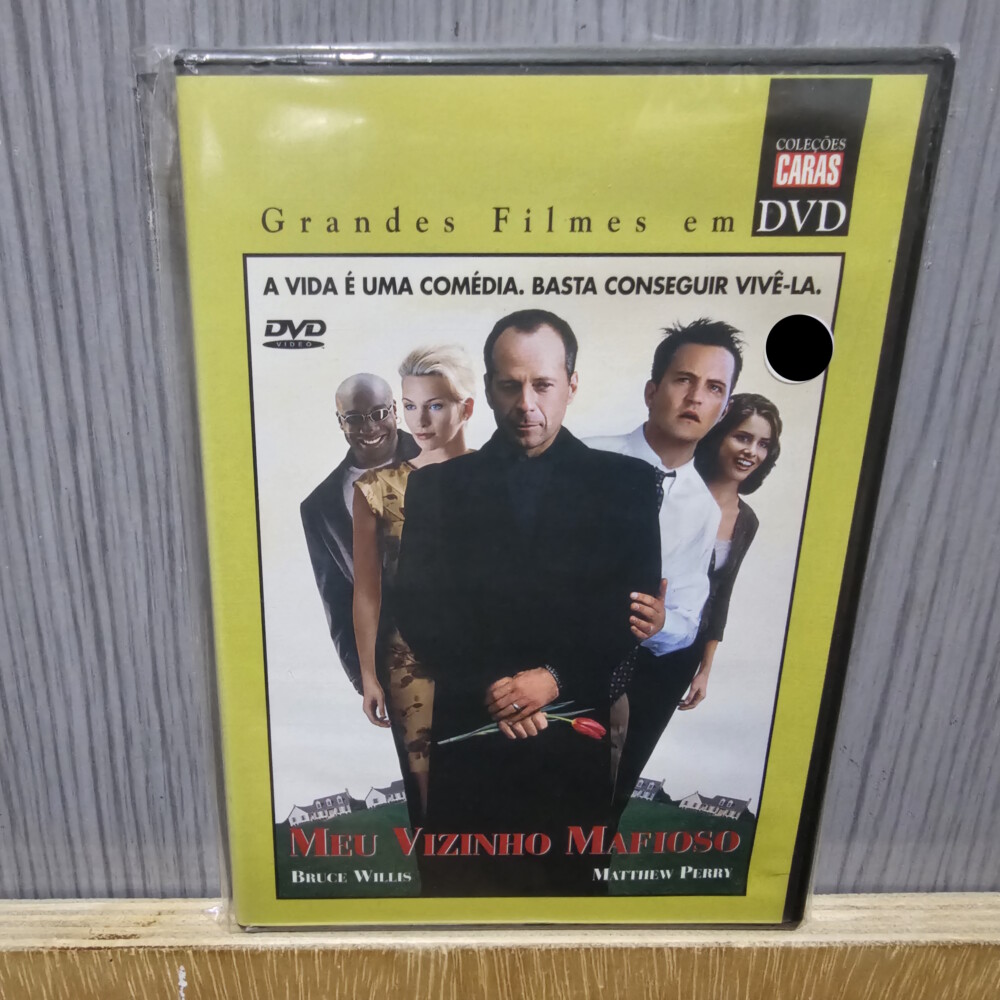 COLEÇÕES
CARAS
Grandes Filmes em DVD
A VIDA É UMA COMÉDIA. BASTA CONSEGUIR VIVÊ-LA.
DVD
VIDEO
MEU VIZINHO MAFIOSO
BRUCE WILLIS MATTHEW PERRY